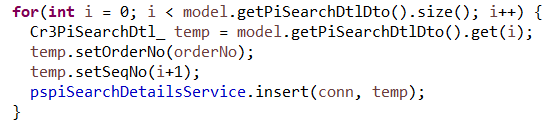 for(int i = 0; i < model.getPiSearchDtlDto().size(); i++) {
Cr3PiSearchDtl_ temp = model.getPiSearchDtlDto().get(i);
temp.setOrderNo(orderNo);
temp.setSeqNo(i+1);
pspiSearchDetailsService.insert(conn, temp);
}